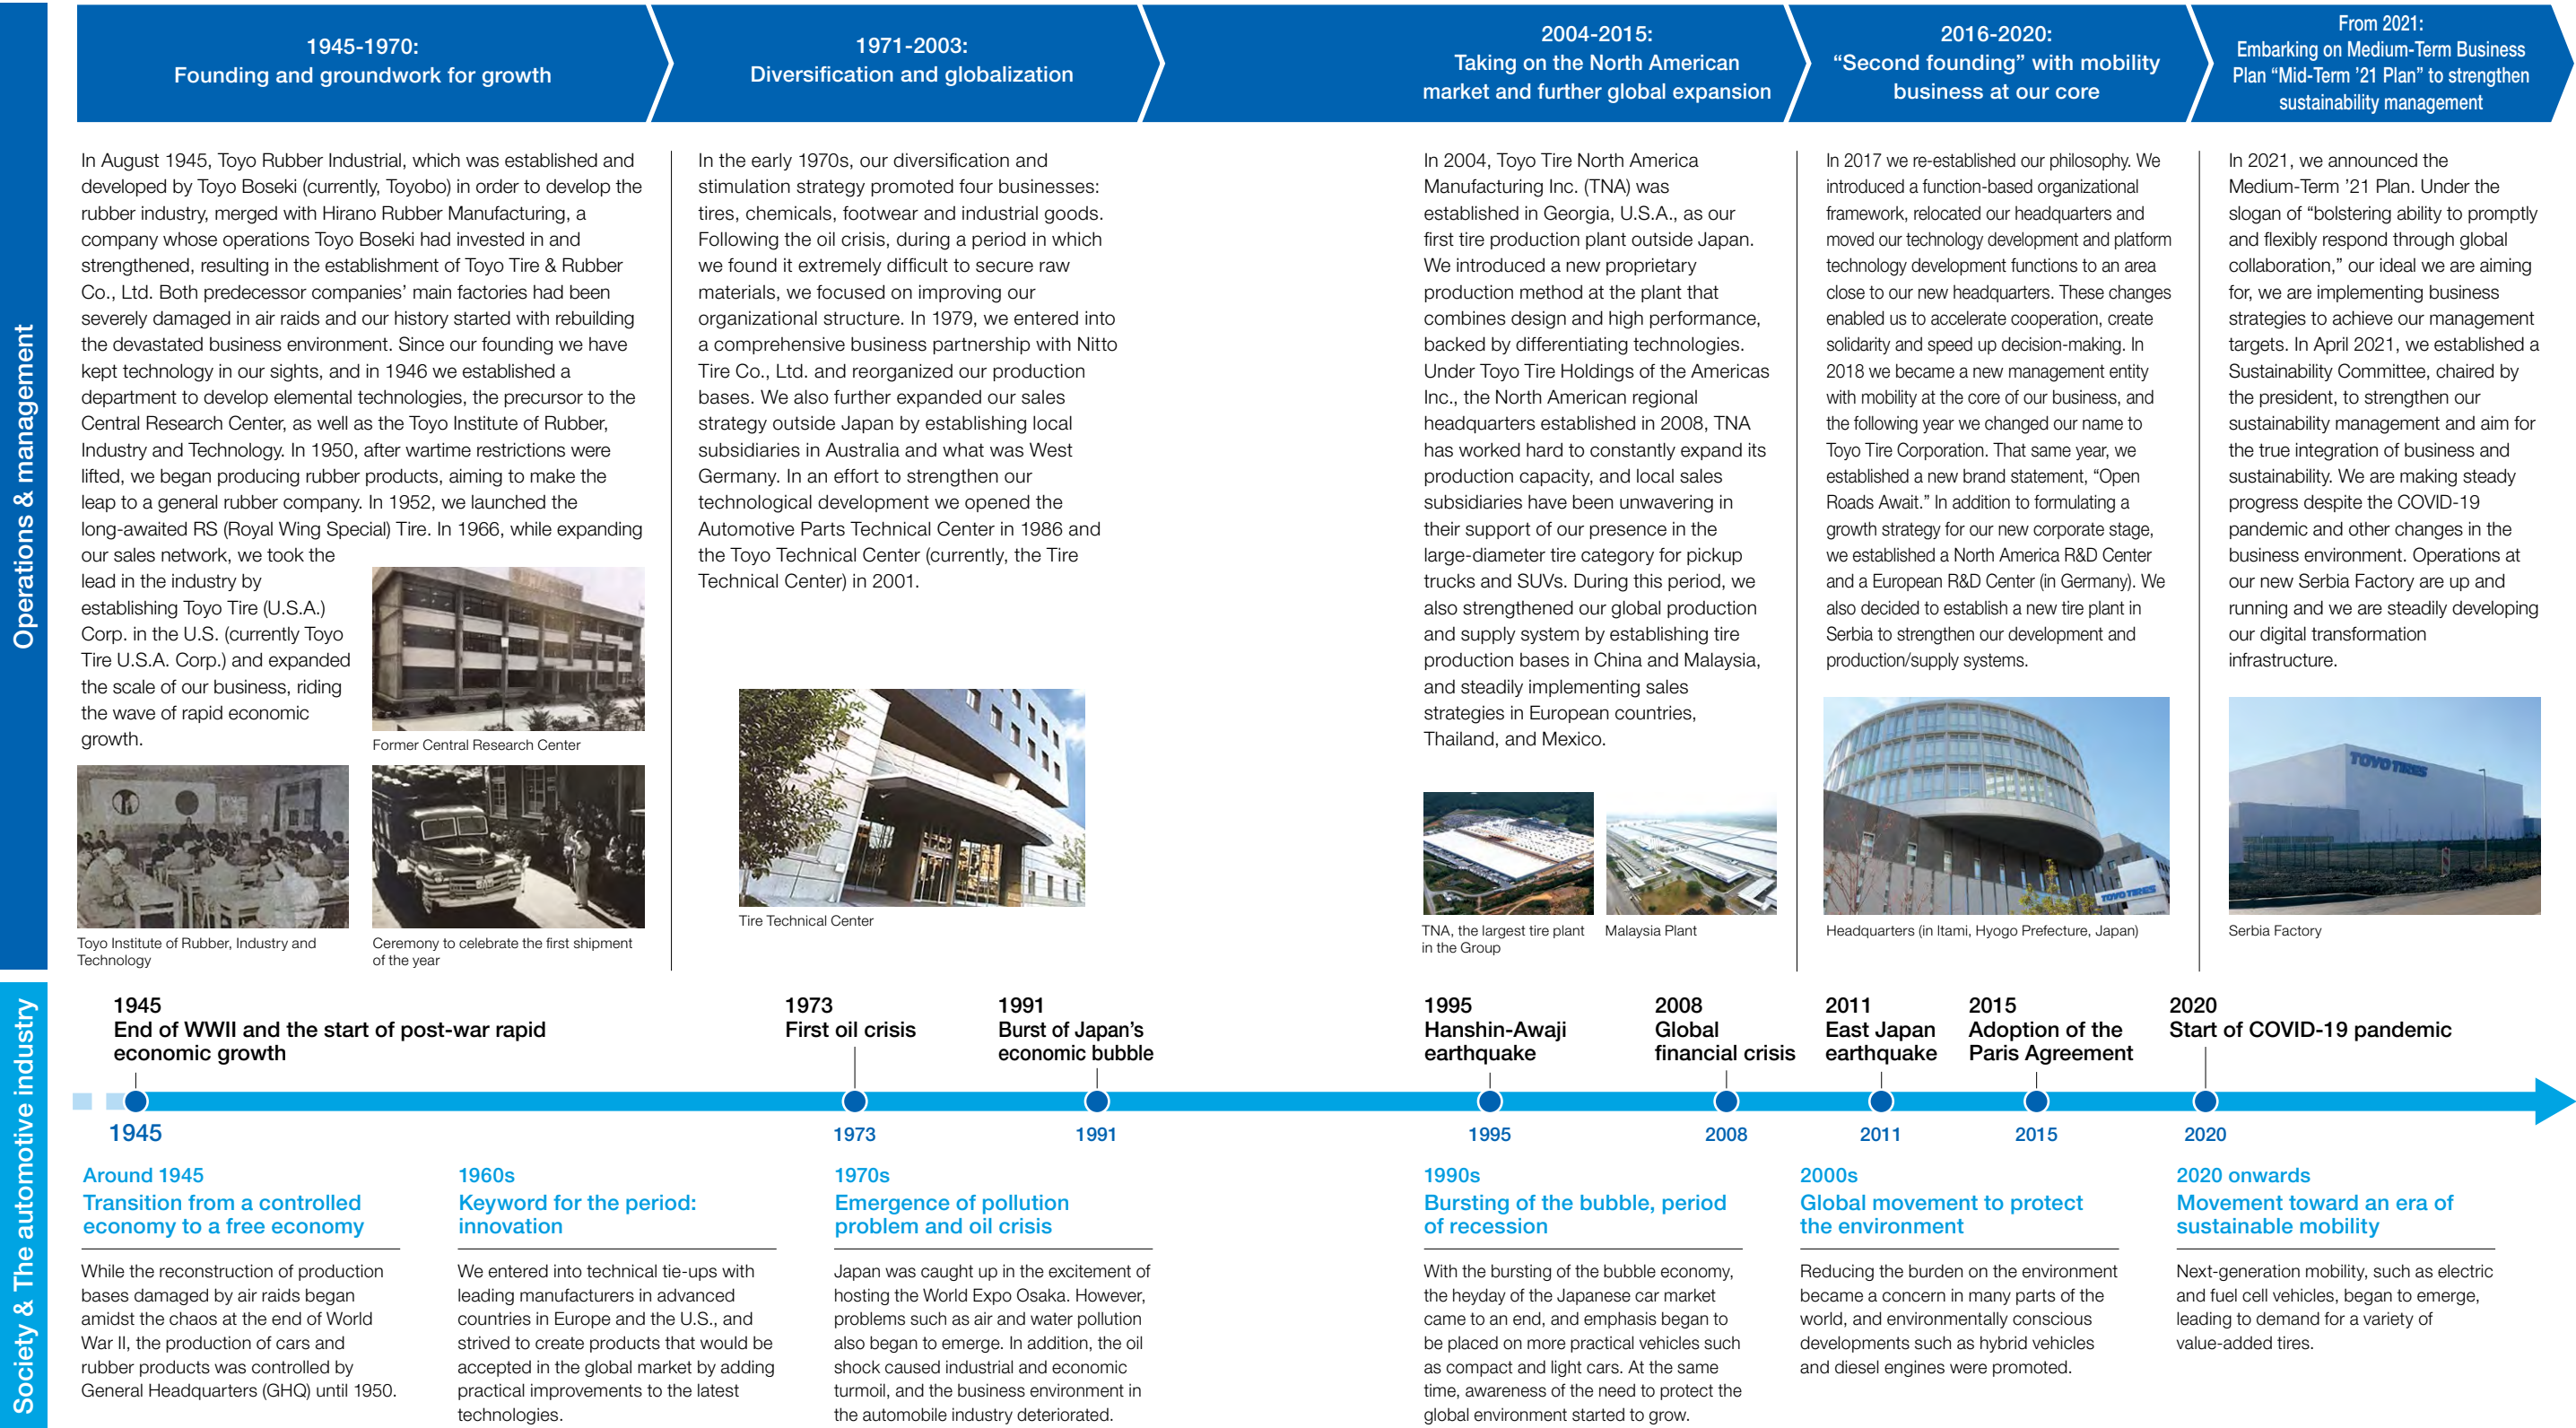 Operations & management
1945-1970:
Founding and groundwork for growth
1971-2003:
Diversification and globalization
2004-2015:
Taking on the North American
market and further global expansion
2016-2020:
“Second founding” with mobility
business at our core
From 2021:
Embarking on Medium-Term Business
Plan “Mid-Term ’21 Plan” to strengthen
sustainability management
In August 1945, Toyo Rubber Industrial, which was established and
developed by Toyo Boseki (currently, Toyobo) in order to develop the
rubber industry, merged with Hirano Rubber Manufacturing, a
company whose operations Toyo Boseki had invested in and
strengthened, resulting in the establishment of Toyo Tire & Rubber
Co., Ltd. Both predecessor companies’ main factories had been
severely damaged in air raids and our history started with rebuilding
the devastated business environment. Since our founding we have
kept technology in our sights, and in 1946 we established a
department to develop elemental technologies, the precursor to the
Central Research Center, as well as the Toyo Institute of Rubber,
Industry and Technology. In 1950, after wartime restrictions were
lifted, we began producing rubber products, aiming to make the
leap to a general rubber company. In 1952, we launched the
long-awaited RS (Royal Wing Special) Tire. In 1966, while expanding
our sales network, we took the
lead in the industry by
establishing Toyo Tire (U.S.A.)
Corp. in the U.S. (currently Toyo
Tire U.S.A. Corp.) and expanded
the scale of our business, riding
the wave of rapid economic
growth.
Former Central Research Center
Toyo Institute of Rubber, Industry and
Technology
Ceremony to celebrate the first shipment
of the year
In the early 1970s, our diversification and
stimulation strategy promoted four businesses:
tires, chemicals, footwear and industrial goods.
Following the oil crisis, during a period in which
we found it extremely difficult to secure raw
materials, we focused on improving our
organizational structure. In 1979, we entered into
a comprehensive business partnership with Nitto
Tire Co., Ltd. and reorganized our production
bases. We also further expanded our sales
strategy outside Japan by establishing local
subsidiaries in Australia and what was West
Germany. In an effort to strengthen our
technological development we opened the
Automotive Parts Technical Center in 1986 and
the Toyo Technical Center (currently, the Tire
Technical Center) in 2001.
Tire Technical Center
In 2004, Toyo Tire North America
Manufacturing Inc. (TNA) was
established in Georgia, U.S.A., as our
first tire production plant outside Japan.
We introduced a new proprietary
production method at the plant that
combines design and high performance,
backed by differentiating technologies.
Under Toyo Tire Holdings of the Americas
Inc., the North American regional
headquarters established in 2008, TNA
has worked hard to constantly expand its
production capacity, and local sales
subsidiaries have been unwavering in
their support of our presence in the
large-diameter tire category for pickup
trucks and SUVs. During this period, we
also strengthened our global production
and supply system by establishing tire
production bases in China and Malaysia,
and steadily implementing sales
strategies in European countries,
Thailand, and Mexico.
TNA, the largest tire plant
in the Group
Malaysia Plant
In 2017 we re-established our philosophy. We
introduced a function-based organizational
framework, relocated our headquarters and
moved our technology development and platform
technology development functions to an area
close to our new headquarters. These changes
enabled us to accelerate cooperation, create
solidarity and speed up decision-making. In
2018 we became a new management entity
with mobility at the core of our business, and
the following year we changed our name to
Toyo Tire Corporation. That same year, we
established a new brand statement, “Open
Roads Await.” In addition to formulating a
growth strategy for our new corporate stage,
we established a North America R&D Center
and a European R&D Center (in Germany). We
also decided to establish a new tire plant in
Serbia to strengthen our development and
production/supply systems.
TOYO TIRES
Headquarters (in Itami, Hyogo Prefecture, Japan)
In 2021, we announced the
Medium-Term ’21 Plan. Under the
slogan of “bolstering ability to promptly
and flexibly respond through global
collaboration,” our ideal we are aiming
for, we are implementing business
strategies to achieve our management
targets. In April 2021, we established a
Sustainability Committee, chaired by
the president, to strengthen our
sustainability management and aim for
the true integration of business and
sustainability. We are making steady
progress despite the COVID-19
pandemic and other changes in the
business environment. Operations at
our new Serbia Factory are up and
running and we are steadily developing
our digital transformation
infrastructure.
TOYO TIRES
Serbia Factory
Society & The automotive industry
1945
End of WWII and the start of post-war rapid
economic growth
1973
First oil crisis
1991
Burst of Japan’s
economic bubble
1995
Hanshin-Awaji
earthquake
2008
Global
financial crisis
2011
East Japan
earthquake
2015
Adoption of the
Paris Agreement
2020
Start of COVID-19 pandemic
1945
1973
1991
1995
2008
2011
2015
2020
Around 1945
Transition from a controlled
economy to a free economy
While the reconstruction of production
bases damaged by air raids began
amidst the chaos at the end of World
War II, the production of cars and
rubber products was controlled by
General Headquarters (GHQ) until 1950.
1960s
Keyword for the period:
innovation
We entered into technical tie-ups with
leading manufacturers in advanced
countries in Europe and the U.S., and
strived to create products that would be
accepted in the global market by adding
practical improvements to the latest
technologies.
1970s
Emergence of pollution
problem and oil crisis
Japan was caught up in the excitement of
hosting the World Expo Osaka. However,
problems such as air and water pollution
also began to emerge. In addition, the oil
shock caused industrial and economic
turmoil, and the business environment in
the automobile industry deteriorated.
1990s
Bursting of the bubble, period
of recession
With the bursting of the bubble economy,
the heyday of the Japanese car market
came to an end, and emphasis began to
be placed on more practical vehicles such
as compact and light cars. At the same
time, awareness of the need to protect the
global environment started to grow.
2000s
Global movement to protect
the environment
Reducing the burden on the environment
became a concern in many parts of the
world, and environmentally conscious
developments such as hybrid vehicles
and diesel engines were promoted.
2020 onwards
Movement toward an era of
sustainable mobility
Next-generation mobility, such as electric
and fuel cell vehicles, began to emerge,
leading to demand for a variety of
value-added tires.